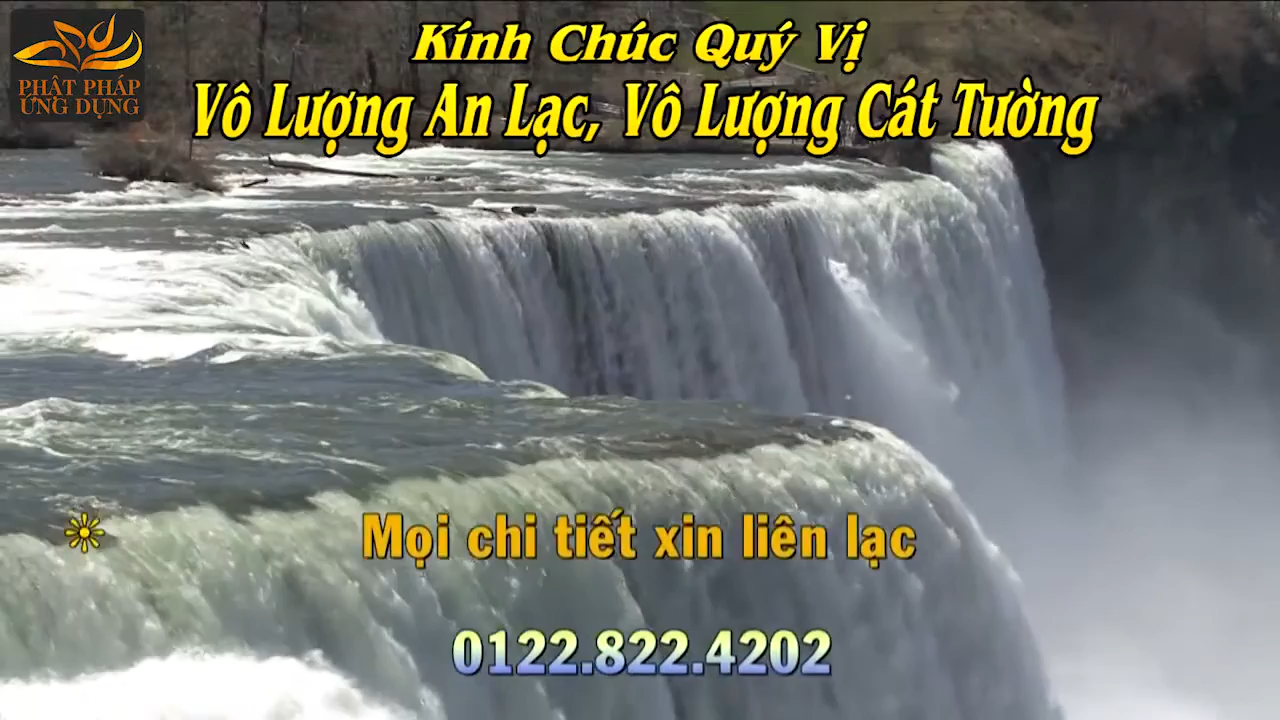 PHẬT PHÁP
ỨNG DỤNG
Kính Chúc Quý Vị
Vô Lượng An Lạc, Vô Lượng Cát Tường
Mọi chi tiết xin liên lạc
0122.822.4202